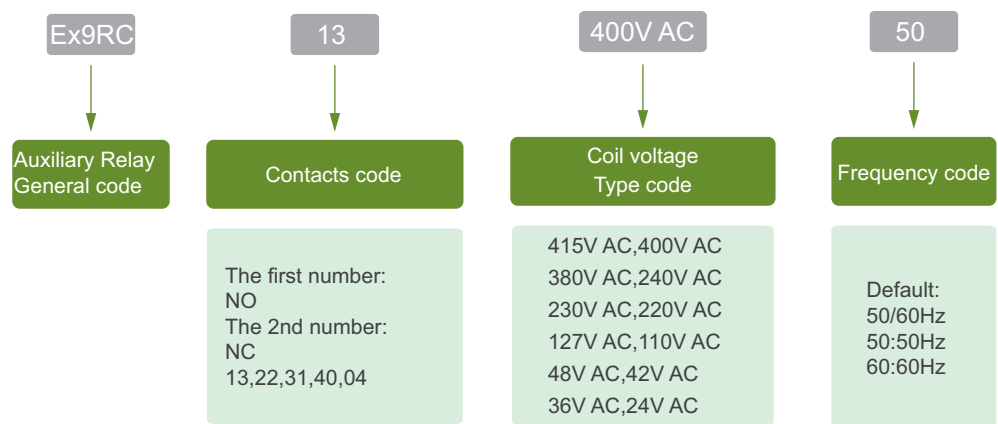 Ex9RC
13
400V AC
50
Auxiliary Relay
General code
Contacts code
Coil voltage
Type code
Frequency code
The first number:
NO
The 2nd number:
NC
13,22,31,40,04
415V AC,400V AC
380V AC,240V AC
230V AC,220V AC
127V AC,110V AC
48V AC,42V AC
36V AC,24V AC
Default:
50/60Hz
50:50Hz
60:60Hz